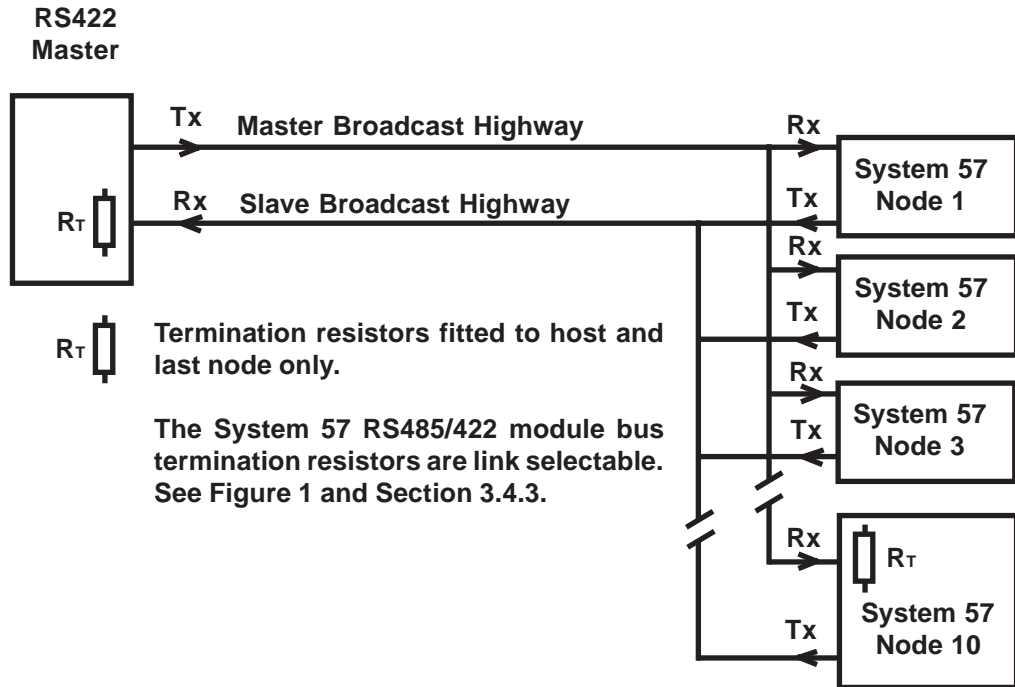 RS422
Master
Tx Master Broadcast Highway Rx
System 57
Node 1
Rx Slave Broadcast Highway Tx
RT
Rx
System 57
Node 2
Tx
RT
Termination resistors fitted to host and
last node only.
Rx
System 57
Node 3
Tx
The System 57 RS485/422 module bus
termination resistors are link selectable.
See Figure 1 and Section 3.4.3.
Rx
RT
System 57
Node 10
Tx